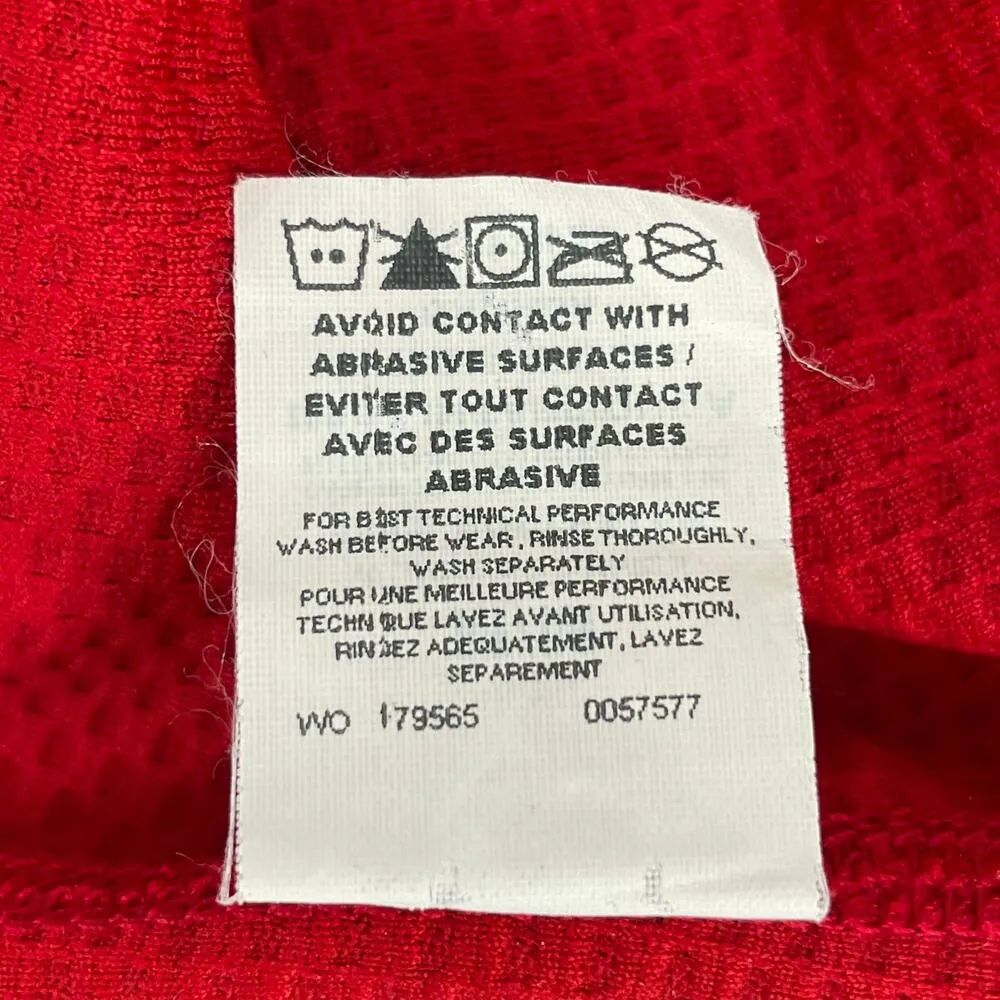 AVOID CONTACT WITH
ABRASIVE SURFACES /
EVITER TOUT CONTACT
AVEC DES SURFACES
ABRASIVE
FOR BEST TECHNICAL PERFORMANCE
WASH BEFORE WEAR, RINSE THOROUGHLY,
WASH SEPARATELY
POUR UNE MEILLEURE PERFORMANCE
TECHNIQUE LAVEZ AVANT UTILISATION,
RINSEZ ADEQUATEMENT, LAVEZ
SEPAREMENT
WO 179565 0057577